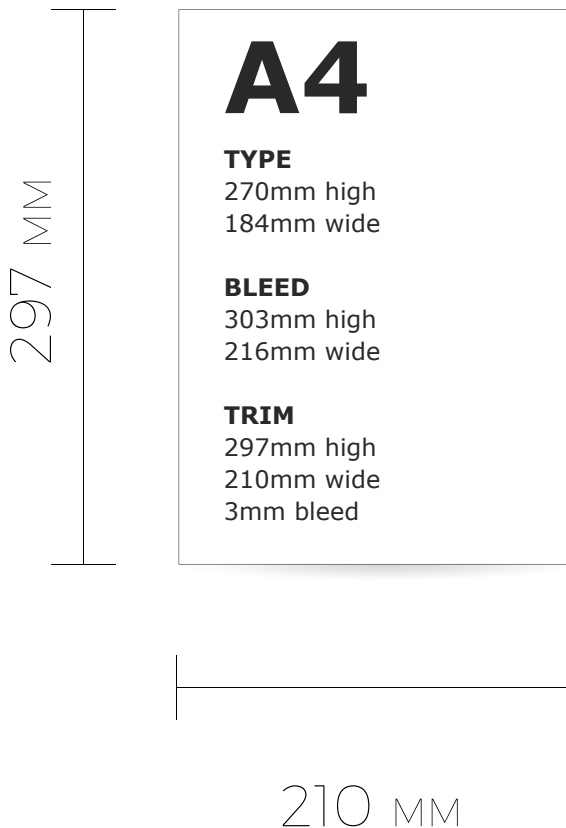 A4
TYPE
270mm high
184mm wide
BLEED
303mm high
216mm wide
TRIM
297mm high
210mm wide
3mm bleed
297 MM
210 MM